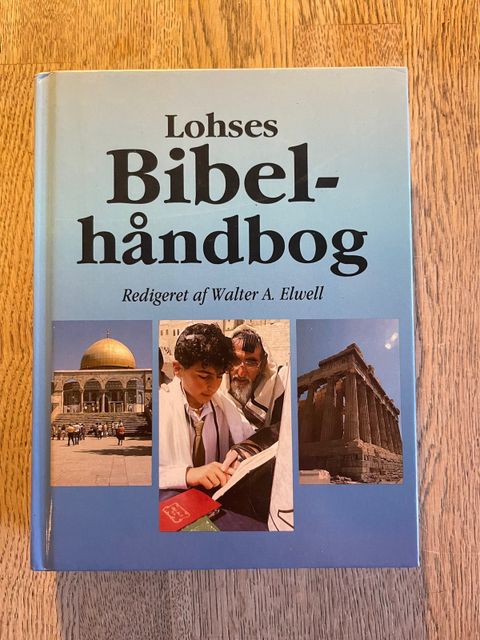 Lohses
Bibel-
håndbog
Redigeret af Walter A. Elwell